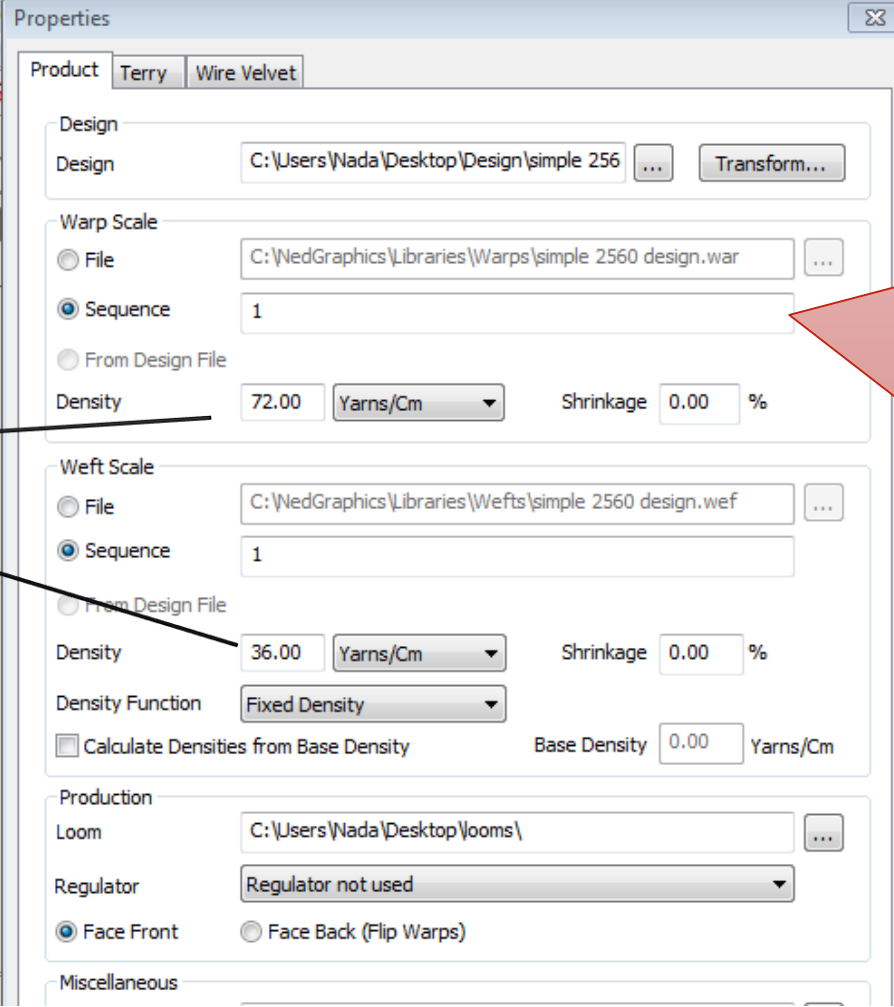 Properties
Product Terry Wire Velvet
Design
Design C:\Users\Nada\Desktop\Design\simple 256 ... Transform...
Warp Scale
File C:\NedGraphics\Libraries\Warps\simple 2560 design.war ...
Sequence 1
From Design File
Density 72.00 Yarns/Cm Shrinkage 0.00 %
Weft Scale
File C:\NedGraphics\Libraries\Wefts\simple 2560 design.wef ...
Sequence 1
From Design File
Density 36.00 Yarns/Cm Shrinkage 0.00 %
Density Function Fixed Density
Calculate Densities from Base Density Base Density 0.00 Yarns/Cm
Production
Loom C:\Users\Nada\Desktop\looms\ ...
Regulator Regulator not used
Face Front Face Back (Flip Warps)
Miscellaneous